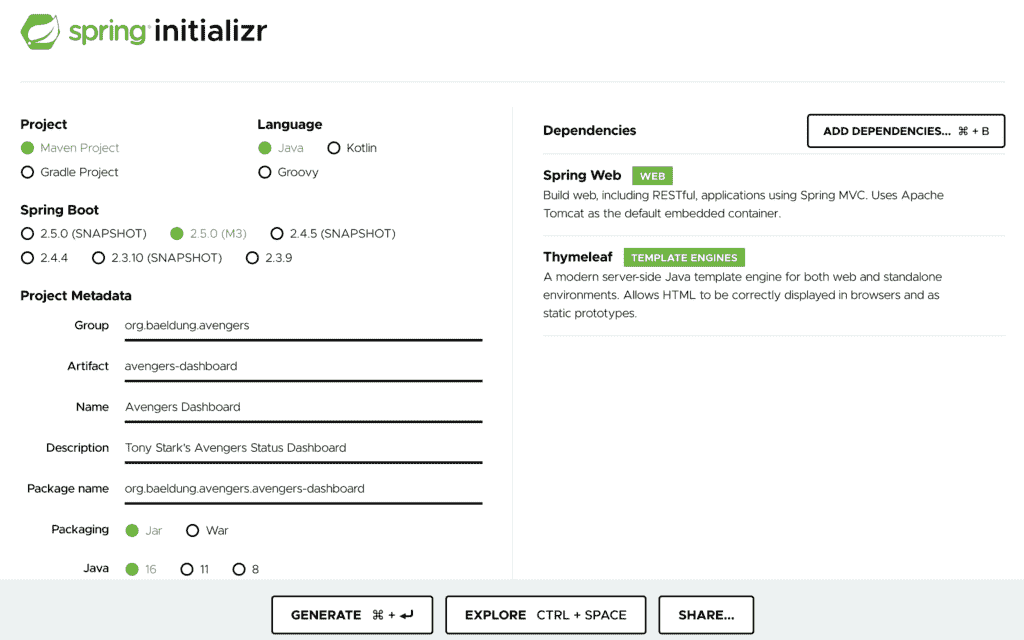 spring initializr
Project
Maven Project
Gradle Project
Language
Java Kotlin
Groovy
Spring Boot
2.5.0 (SNAPSHOT) 2.5.0 (M3) 2.4.5 (SNAPSHOT)
2.4.4 2.3.10 (SNAPSHOT) 2.3.9
Project Metadata
Group org.baeldung.avengers
Artifact avengers-dashboard
Name Avengers Dashboard
Description Tony Stark's Avengers Status Dashboard
Package name org.baeldung.avengers.avengers-dashboard
Packaging Jar War
Java 16 11 8
Dependencies ADD DEPENDENCIES... ⌘ + B
Spring Web WEB
Build web, including RESTful, applications using Spring MVC. Uses Apache
Tomcat as the default embedded container.
Thymeleaf TEMPLATE ENGINES
A modern server-side Java template engine for both web and standalone
environments. Allows HTML to be correctly displayed in browsers and as
static prototypes.
GENERATE ⌘ + ↵ EXPLORE CTRL + SPACE SHARE...